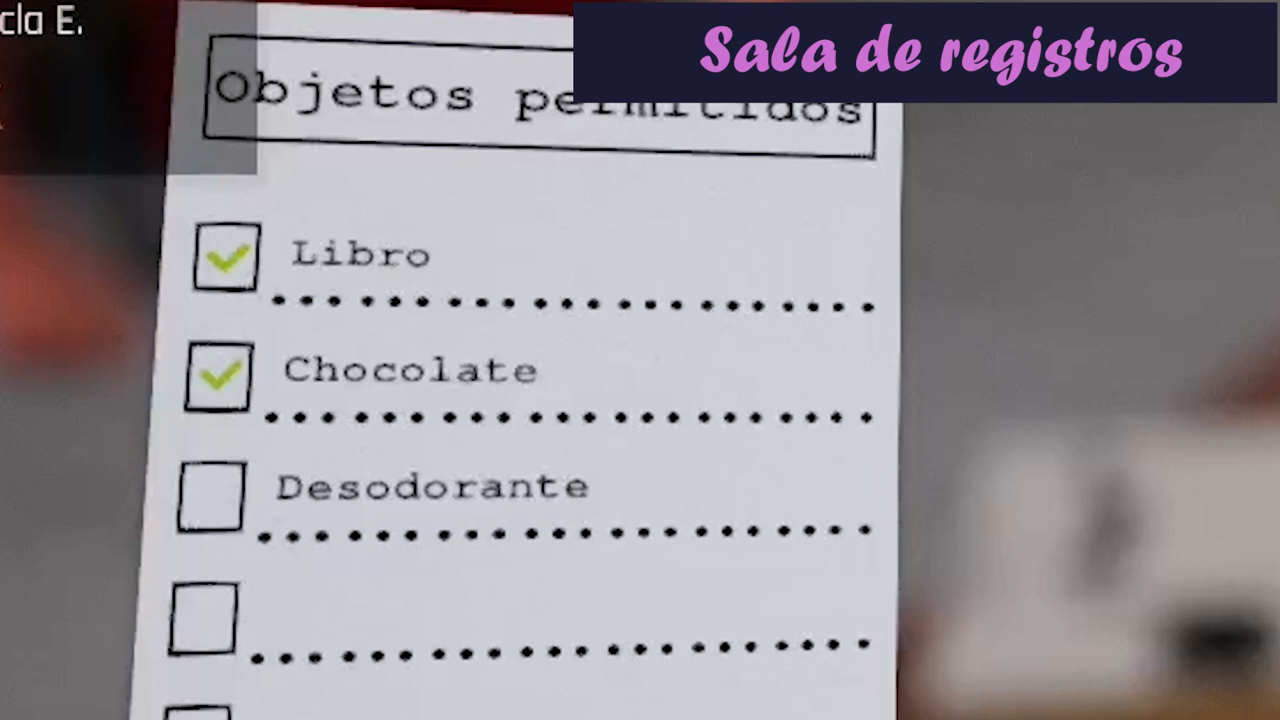 cla E.
Sala de registros
Objetos permitidos
Libro
Chocolate
Desodorante